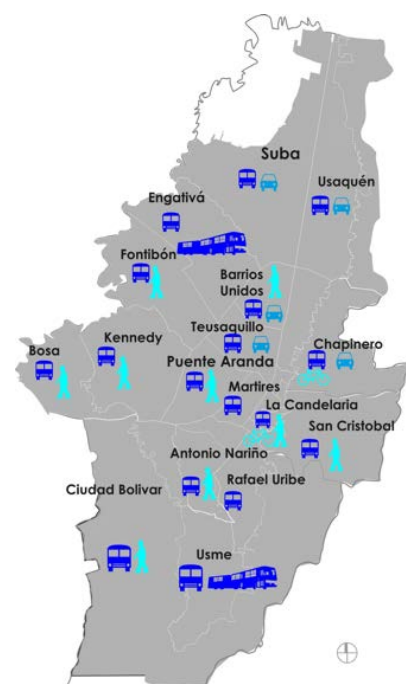 Suba
Usaquén
Engativá
Fontibón
Barrios
Unidos
Teusaquillo
Chapinero
Bosa
Kennedy
Puente Aranda
Martires
La Candelaria
San Cristobal
Antonio Nariño
Rafael Uribe
Ciudad Bolivar
Usme